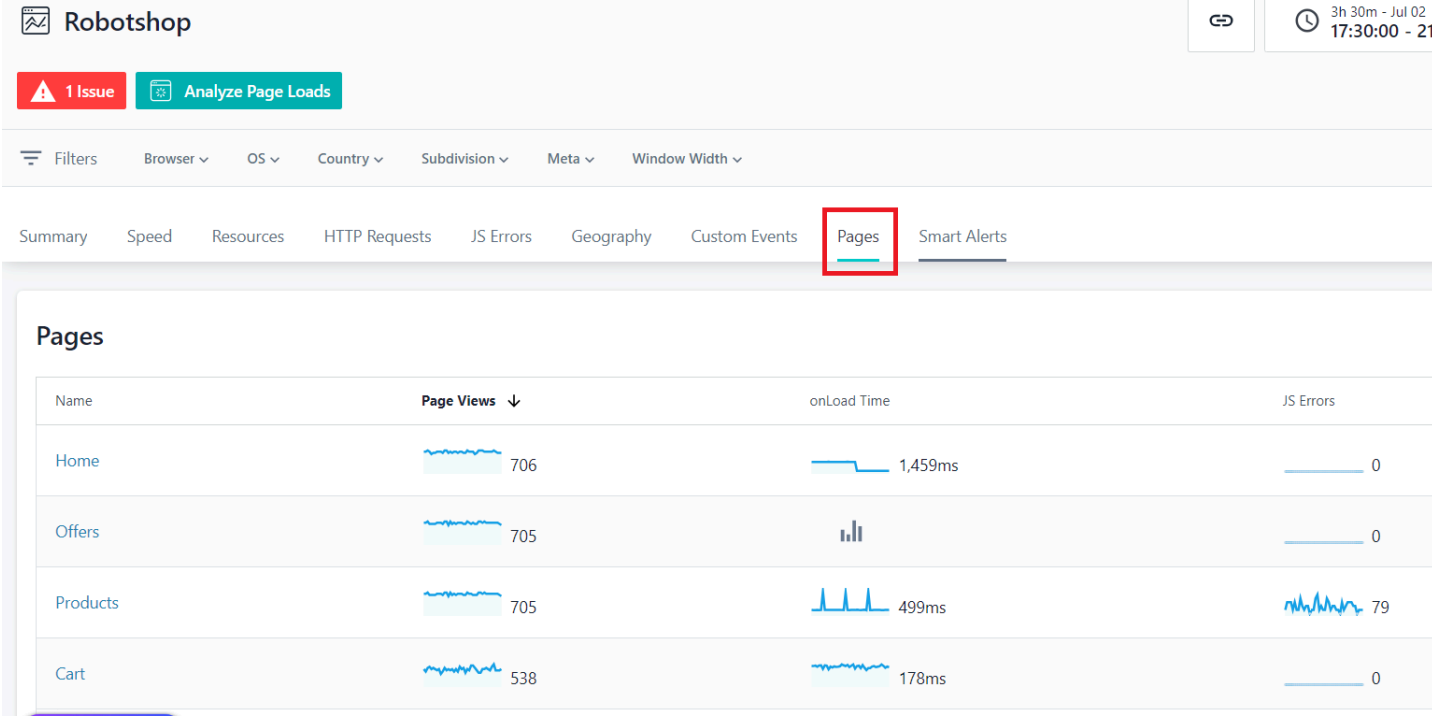 Robotshop
3h 30m - Jul 02
17:30:00 - 21
1 Issue
Analyze Page Loads
Filters Browser OS Country Subdivision Meta Window Width
Summary Speed Resources HTTP Requests JS Errors Geography Custom Events Pages Smart Alerts
Pages
Name Page Views onLoad Time JS Errors
Home 706 1,459ms 0
Offers 705 0
Products 705 499ms 79
Cart 538 178ms 0